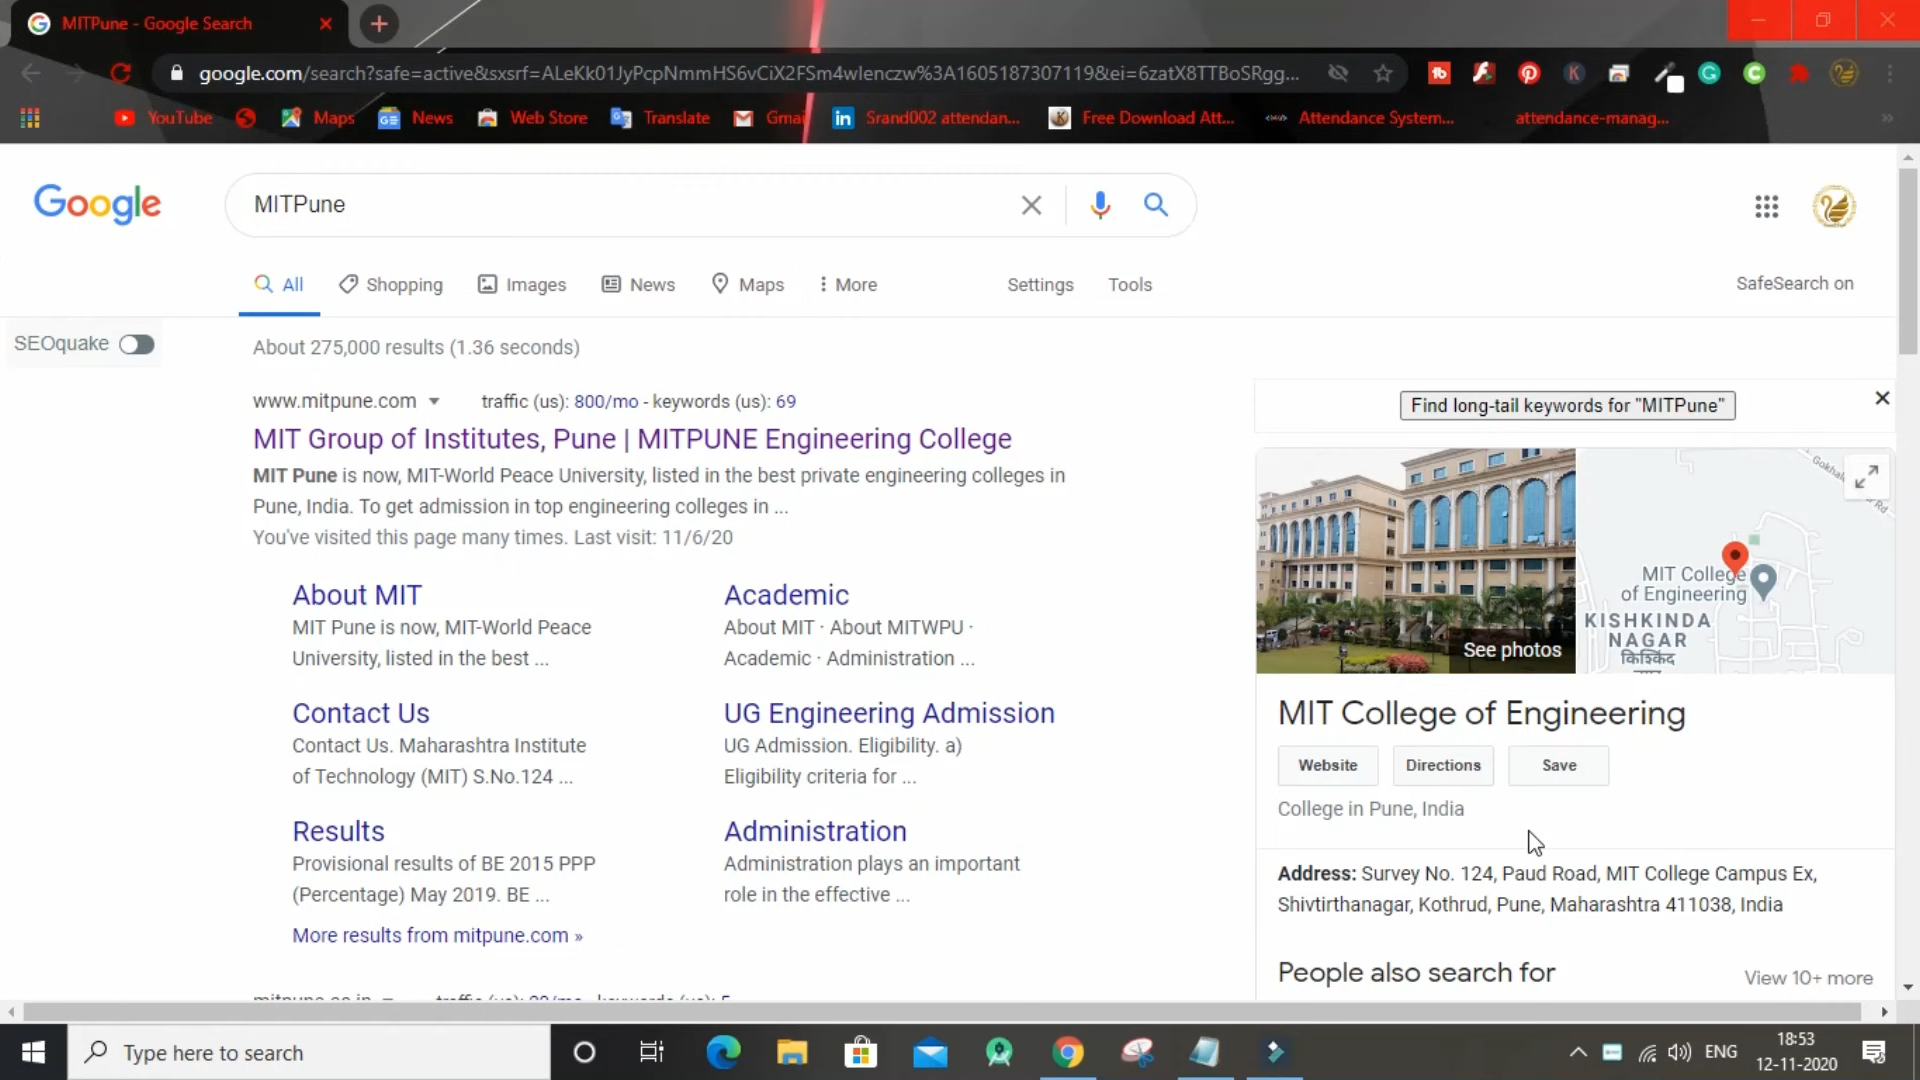 MITPune - Google Search
google.com/search?safe=active&sxsrf=ALeKk01JyPcpNmmHS6vCiX2FSm4wlenczw%3A1605187307119&ei=6zatX8TTBoSRgg...
YouTube Maps News Web Store Translate Gmai Srand002 attendan... Free Download Att... Attendance System... attendance-manag...
Google
MITPune
All Shopping Images News Maps More Settings Tools SafeSearch on
SEOquake
About 275,000 results (1.36 seconds)
www.mitpune.com traffic (us): 800/mo - keywords (us): 69
MIT Group of Institutes, Pune | MITPUNE Engineering College
MIT Pune is now, MIT-World Peace University, listed in the best private engineering colleges in
Pune, India. To get admission in top engineering colleges in ...
You've visited this page many times. Last visit: 11/6/20
About MIT
MIT Pune is now, MIT-World Peace
University, listed in the best ...
Academic
About MIT · About MITWPU ·
Academic · Administration ...
Contact Us
Contact Us. Maharashtra Institute
of Technology (MIT) S.No.124 ...
UG Engineering Admission
UG Admission. Eligibility. a)
Eligibility criteria for ...
Results
Provisional results of BE 2015 PPP
(Percentage) May 2019. BE ...
Administration
Administration plays an important
role in the effective ...
More results from mitpune.com »
Find long-tail keywords for "MITPune"
See photos
MIT College
of Engineering
KISHKINDA
NAGAR
MIT College of Engineering
Website Directions Save
College in Pune, India
Address: Survey No. 124, Paud Road, MIT College Campus Ex,
Shivtirthanagar, Kothrud, Pune, Maharashtra 411038, India
People also search for
View 10+ more
Type here to search
ENG
18:53
12-11-2020